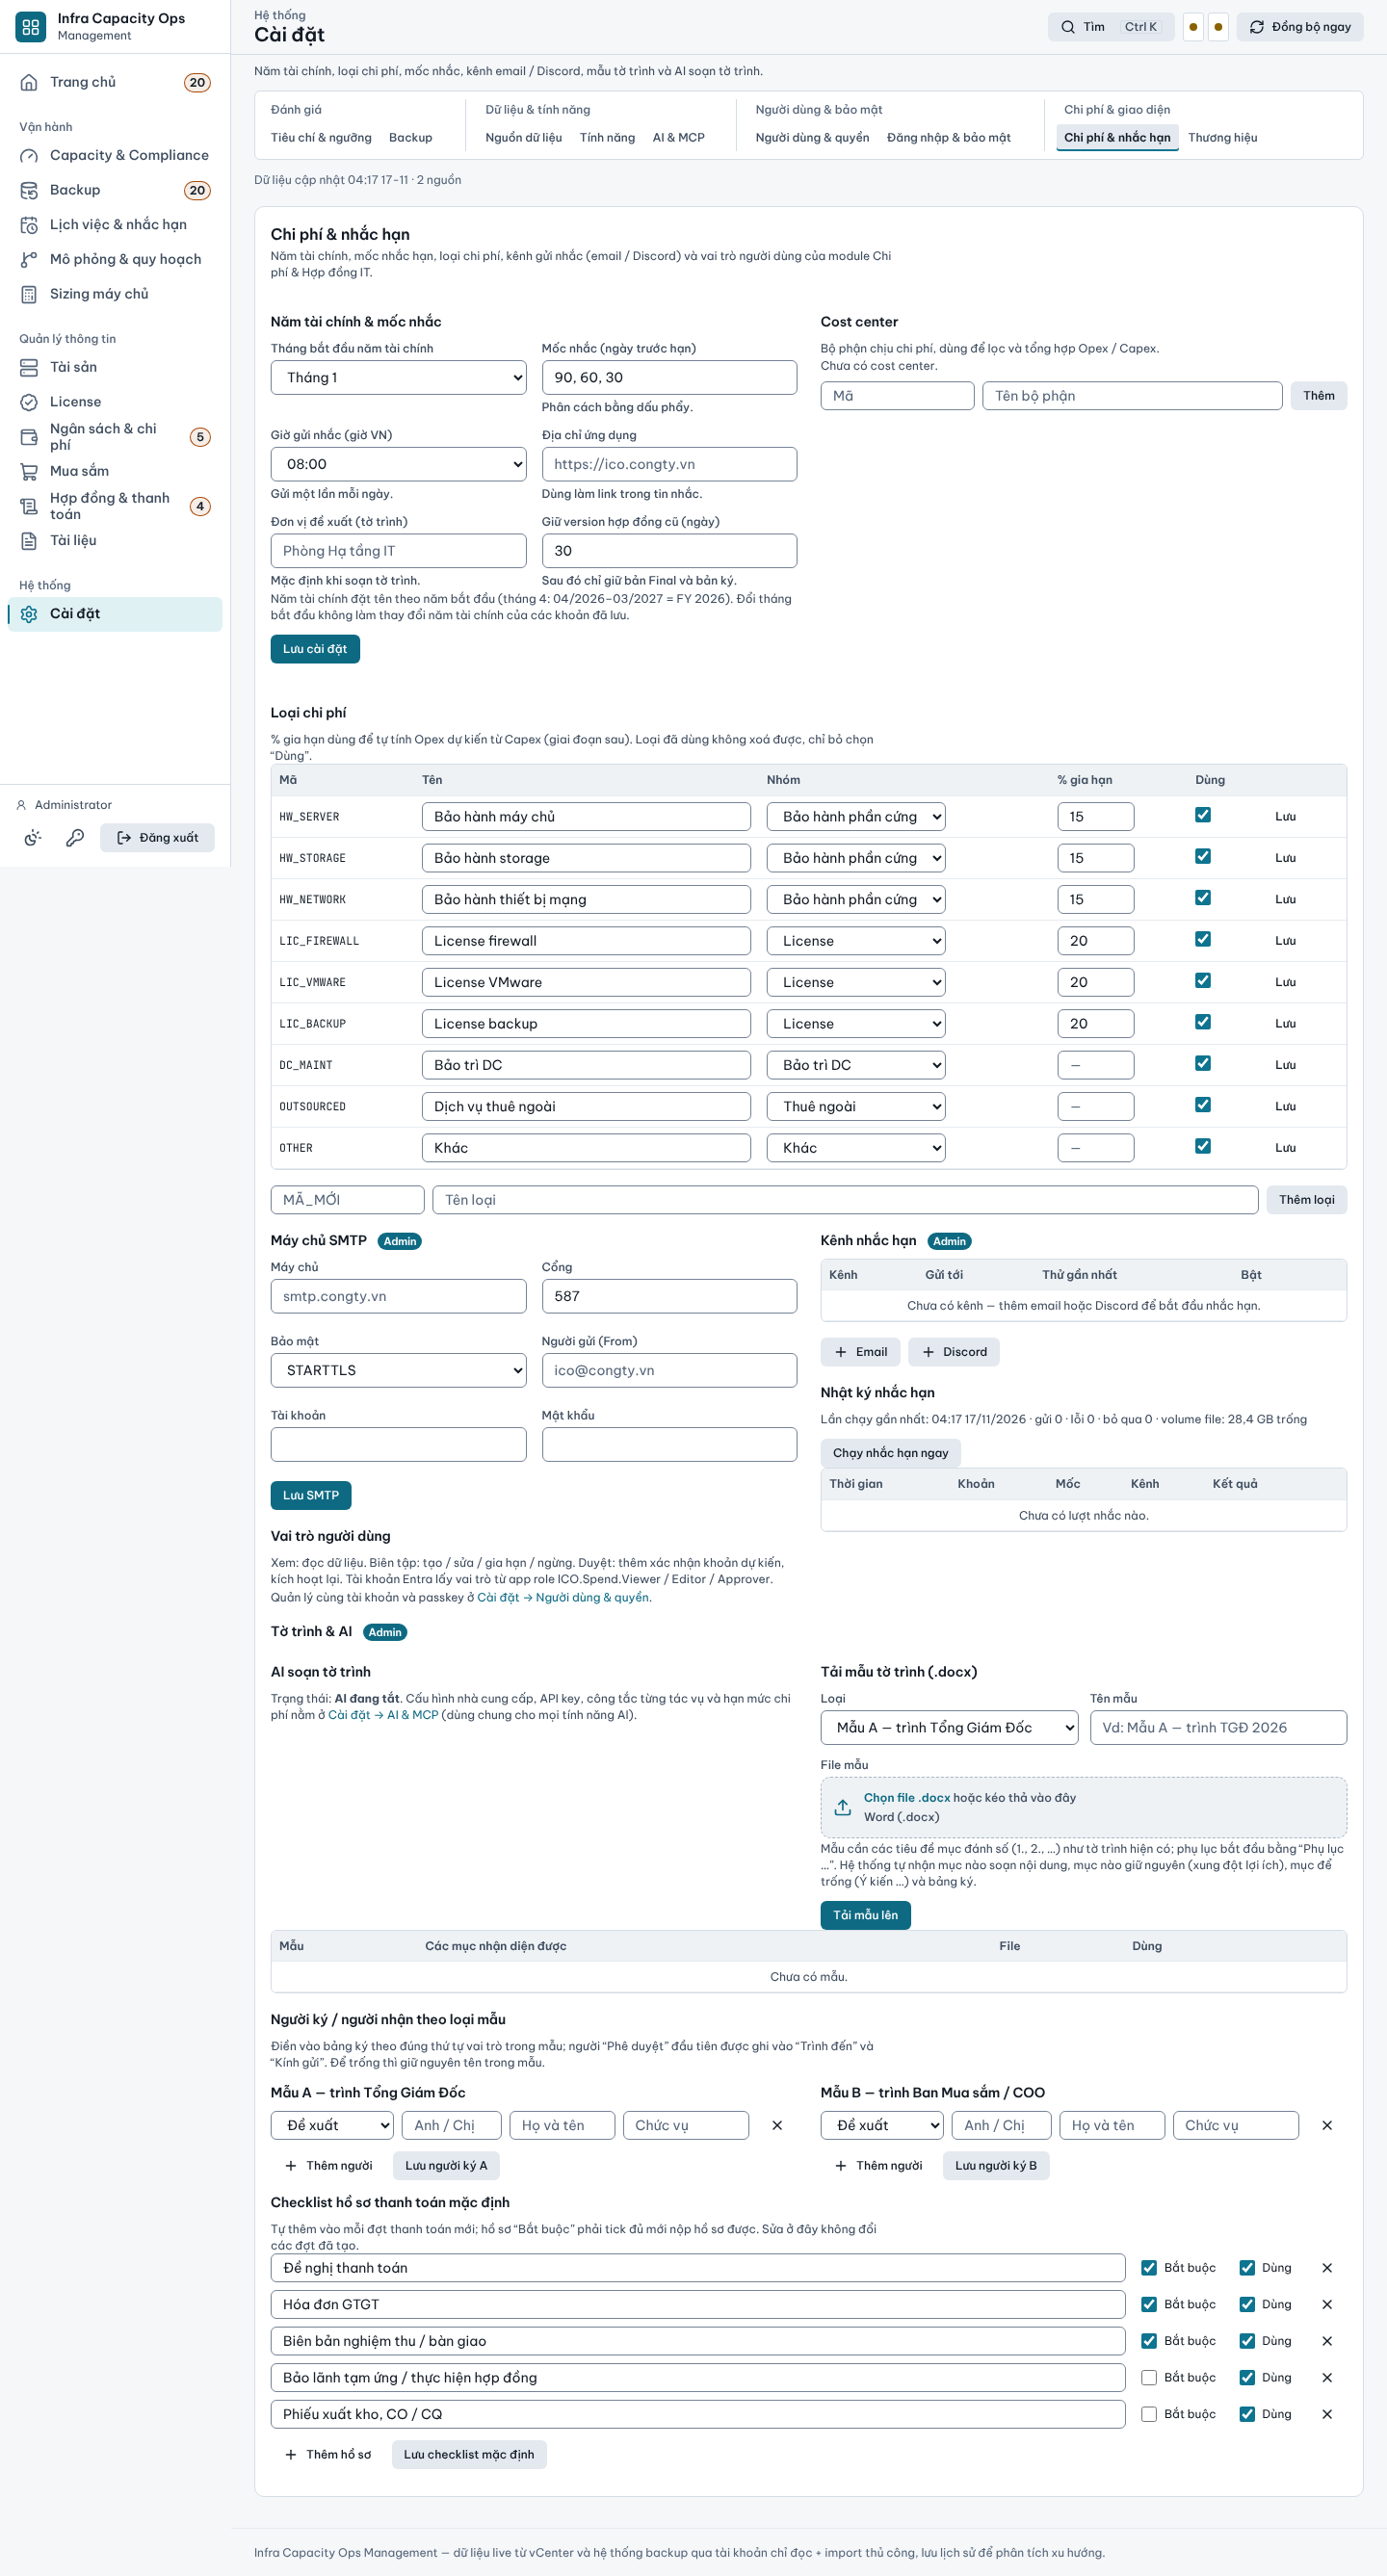 Infra Capacity Ops
Management
Trang chủ 20
Vận hành
Capacity & Compliance
Backup 20
Lịch việc & nhắc hạn
Mô phỏng & quy hoạch
Sizing máy chủ
Quản lý thông tin
Tài sản
License
Ngân sách & chi
phí 5
Mua sắm
Hợp đồng & thanh
toán 4
Tài liệu
Hệ thống
Cài đặt
Administrator
Đăng xuất
Hệ thống
Cài đặt
Tìm Ctrl K
Đồng bộ ngay
Năm tài chính, loại chi phí, mốc nhắc, kênh email / Discord, mẫu tờ trình và AI soạn tờ trình.
Đánh giá Dữ liệu & tính năng Người dùng & bảo mật Chi phí & giao diện
Tiêu chí & ngưỡng Backup Nguồn dữ liệu Tính năng AI & MCP Người dùng & quyền Đăng nhập & bảo mật Chi phí & nhắc hạn Thương hiệu
Dữ liệu cập nhật 04:17 17-11 · 2 nguồn
Chi phí & nhắc hạn
Năm tài chính, mốc nhắc hạn, loại chi phí, kênh gửi nhắc (email / Discord) và vai trò người dùng của module Chi
phí & Hợp đồng IT.
Năm tài chính & mốc nhắc
Tháng bắt đầu năm tài chính Mốc nhắc (ngày trước hạn)
Tháng 1 90, 60, 30
Phân cách bằng dấu phẩy.
Giờ gửi nhắc (giờ VN) Địa chỉ ứng dụng
08:00 https://ico.congty.vn
Gửi một lần mỗi ngày. Dùng làm link trong tin nhắc.
Đơn vị đề xuất (tờ trình) Giữ version hợp đồng cũ (ngày)
Phòng Hạ tầng IT 30
Mặc định khi soạn tờ trình. Sau đó chỉ giữ bản Final và bản ký.
Năm tài chính đặt tên theo năm bắt đầu (tháng 4: 04/2026–03/2027 = FY 2026). Đổi tháng
bắt đầu không làm thay đổi năm tài chính của các khoản đã lưu.
Lưu cài đặt
Cost center
Bộ phận chịu chi phí, dùng để lọc và tổng hợp Opex / Capex.
Chưa có cost center.
Mã Tên bộ phận Thêm
Loại chi phí
% gia hạn dùng để tự tính Opex dự kiến từ Capex (giai đoạn sau). Loại đã dùng không xoá được, chỉ bỏ chọn
“Dùng”.
Mã Tên Nhóm % gia hạn Dùng
HW_SERVER Bảo hành máy chủ Bảo hành phần cứng 15 Lưu
HW_STORAGE Bảo hành storage Bảo hành phần cứng 15 Lưu
HW_NETWORK Bảo hành thiết bị mạng Bảo hành phần cứng 15 Lưu
LIC_FIREWALL License firewall License 20 Lưu
LIC_VMWARE License VMware License 20 Lưu
LIC_BACKUP License backup License 20 Lưu
DC_MAINT Bảo trì DC Bảo trì DC — Lưu
OUTSOURCED Dịch vụ thuê ngoài Thuê ngoài — Lưu
OTHER Khác Khác — Lưu
MÃ_MỚI Tên loại Thêm loại
Máy chủ SMTP Admin
Máy chủ Cổng
smtp.congty.vn 587
Bảo mật Người gửi (From)
STARTTLS ico@congty.vn
Tài khoản Mật khẩu
Lưu SMTP
Vai trò người dùng
Xem: đọc dữ liệu. Biên tập: tạo / sửa / gia hạn / ngừng. Duyệt: thêm xác nhận khoản dự kiến,
kích hoạt lại. Tài khoản Entra lấy vai trò từ app role ICO.Spend.Viewer / Editor / Approver.
Quản lý cùng tài khoản và passkey ở Cài đặt → Người dùng & quyền.
Kênh nhắc hạn Admin
Kênh Gửi tới Thử gần nhất Bật
Chưa có kênh — thêm email hoặc Discord để bắt đầu nhắc hạn.
Email Discord
Nhật ký nhắc hạn
Lần chạy gần nhất: 04:17 17/11/2026 · gửi 0 · lỗi 0 · bỏ qua 0 · volume file: 28,4 GB trống
Chạy nhắc hạn ngay
Thời gian Khoản Mốc Kênh Kết quả
Chưa có lượt nhắc nào.
Tờ trình & AI Admin
AI soạn tờ trình
Trạng thái: AI đang tắt. Cấu hình nhà cung cấp, API key, công tắc từng tác vụ và hạn mức chi
phí nằm ở Cài đặt → AI & MCP (dùng chung cho mọi tính năng AI).
Tải mẫu tờ trình (.docx)
Loại Tên mẫu
Mẫu A — trình Tổng Giám Đốc Vd: Mẫu A — trình TGĐ 2026
File mẫu
Chọn file .docx hoặc kéo thả vào đây
Word (.docx)
Mẫu cần các tiêu đề mục đánh số (1., 2., ...) như tờ trình hiện có; phụ lục bắt đầu bằng “Phụ lục
...”. Hệ thống tự nhận mục nào soạn nội dung, mục nào giữ nguyên (xung đột lợi ích), mục để
trống (Ý kiến ...) và bảng ký.
Tải mẫu lên
Mẫu Các mục nhận diện được File Dùng
Chưa có mẫu.
Người ký / người nhận theo loại mẫu
Điền vào bảng ký theo đúng thứ tự vai trò trong mẫu; người “Phê duyệt” đầu tiên được ghi vào “Trình đến” và
“Kính gửi”. Để trống thì giữ nguyên tên trong mẫu.
Mẫu A — trình Tổng Giám Đốc
Đề xuất Anh / Chị Họ và tên Chức vụ
Thêm người Lưu người ký A
Mẫu B — trình Ban Mua sắm / COO
Đề xuất Anh / Chị Họ và tên Chức vụ
Thêm người Lưu người ký B
Checklist hồ sơ thanh toán mặc định
Tự thêm vào mỗi đợt thanh toán mới; hồ sơ “Bắt buộc” phải tick đủ mới nộp hồ sơ được. Sửa ở đây không đổi
các đợt đã tạo.
Đề nghị thanh toán Bắt buộc Dùng
Hóa đơn GTGT Bắt buộc Dùng
Biên bản nghiệm thu / bàn giao Bắt buộc Dùng
Bảo lãnh tạm ứng / thực hiện hợp đồng Bắt buộc Dùng
Phiếu xuất kho, CO / CQ Bắt buộc Dùng
Thêm hồ sơ Lưu checklist mặc định
Infra Capacity Ops Management — dữ liệu live từ vCenter và hệ thống backup qua tài khoản chỉ đọc + import thủ công, lưu lịch sử để phân tích xu hướng.